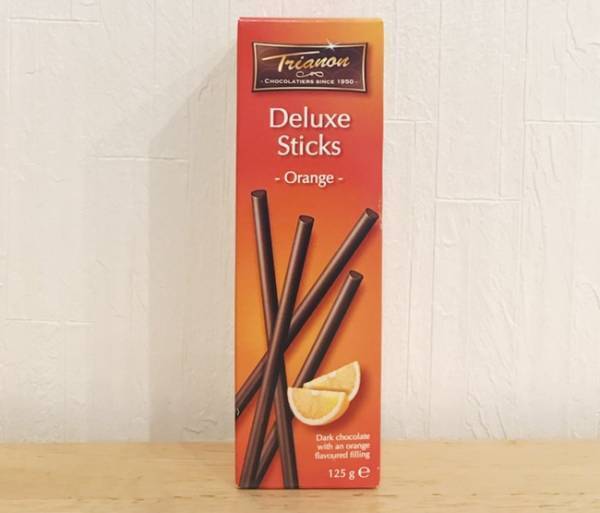 Trianon
- CHOCOLATIERS SINCE 1950 -
Deluxe
Sticks
- Orange -
Dark chocolate
with an orange
flavoured filling
125 g ℮